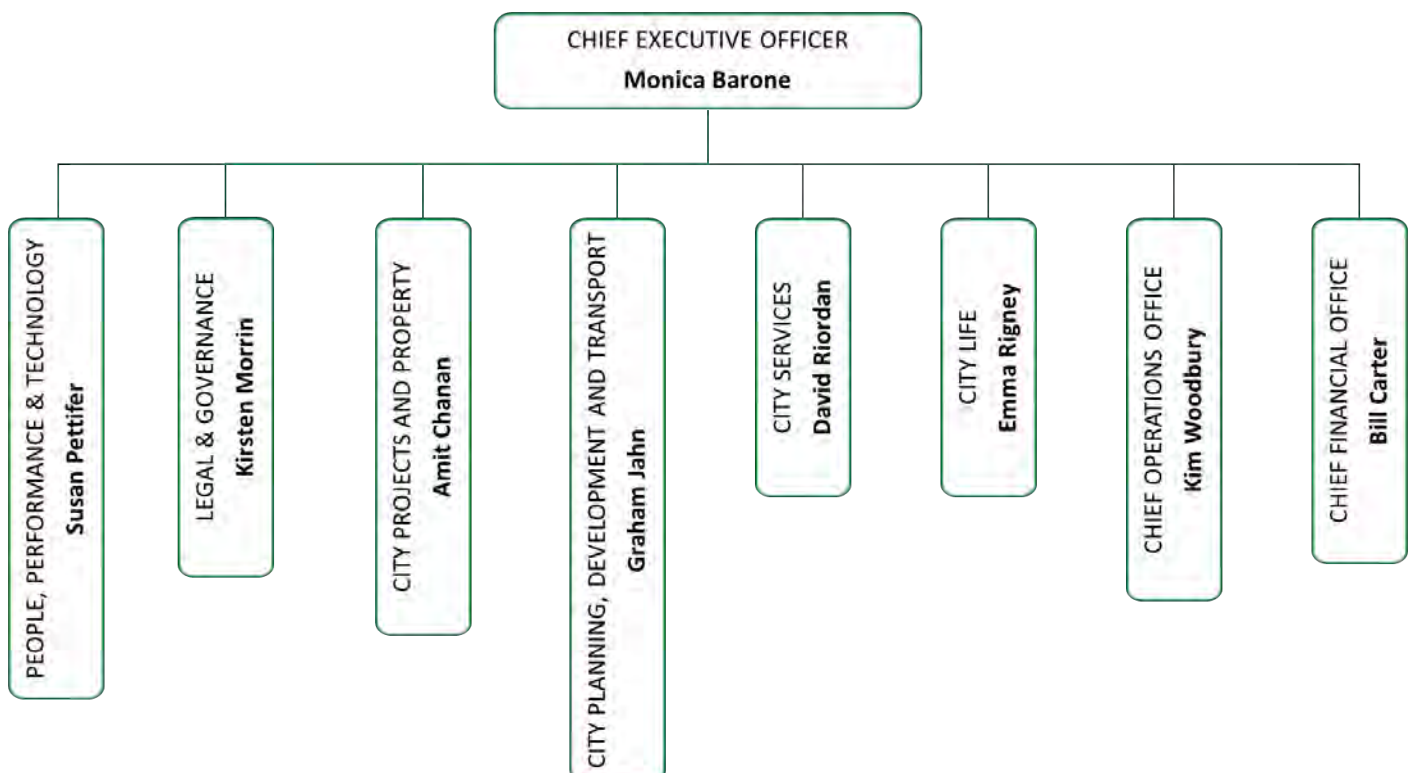 CHIEF EXECUTIVE OFFICER
Monica Barone
PEOPLE, PERFORMANCE & TECHNOLOGY
Susan Pettifer
LEGAL & GOVERNANCE
Kirsten Morrin
CITY PROJECTS AND PROPERTY
Amit Chanan
CITY PLANNING, DEVELOPMENT AND TRANSPORT
Graham Jahn
CITY SERVICES
David Riordan
CITY LIFE
Emma Rigney
CHIEF OPERATIONS OFFICE
Kim Woodbury
CHIEF FINANCIAL OFFICE
Bill Carter